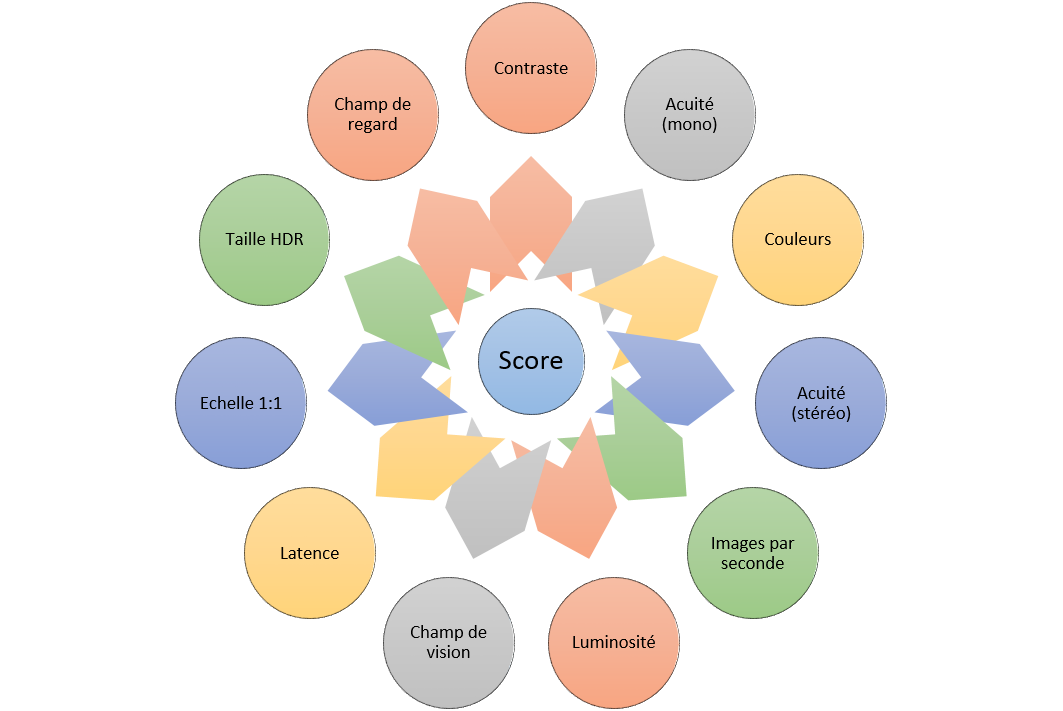 Contraste
Acuité
(mono)
Couleurs
Acuité
(stéréo)
Images par
seconde
Luminosité
Champ de
vision
Latence
Echelle 1:1
Taille HDR
Champ de
regard
Score